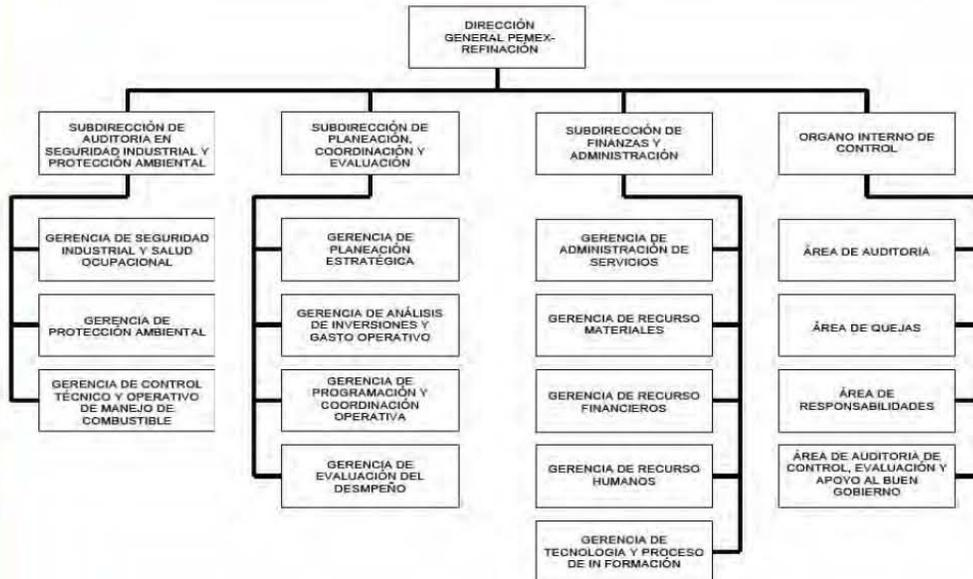 DIRECCIÓN
GENERAL PEMEX-
REFINACIÓN
SUBDIRECCIÓN DE
AUDITORIA EN
SEGURIDAD INDUSTRIAL Y
PROTECCIÓN AMBIENTAL
GERENCIA DE SEGURIDAD
INDUSTRIAL Y SALUD
OCUPACIONAL
GERENCIA DE
PROTECCIÓN AMBIENTAL
GERENCIA DE CONTROL
TÉCNICO Y OPERATIVO
DE MANEJO DE
COMBUSTIBLE
SUBDIRECCIÓN DE
PLANEACIÓN,
COORDINACIÓN Y
EVALUACIÓN
GERENCIA DE
PLANEACIÓN
ESTRATÉGICA
GERENCIA DE ANÁLISIS
DE INVERSIONES Y
GASTO OPERATIVO
GERENCIA DE
PROGRAMACIÓN Y
COORDINACIÓN
OPERATIVA
GERENCIA DE
EVALUACIÓN DEL
DESMPEÑO
SUBDIRECCIÓN DE
FINANZAS Y
ADMINISTRACIÓN
GERENCIA DE
ADMINISTRACIÓN DE
SERVICIOS
GERENCIA DE RECURSO
MATERIALES
GERENCIA DE RECURSO
FINANCIEROS
GERENCIA DE RECURSO
HUMANOS
GERENCIA DE
TECNOLOGIA Y PROCESO
DE IN FORMACIÓN
ORGANO INTERNO DE
CONTROL
ÁREA DE AUDITORIA
ÁREA DE QUEJAS
ÁREA DE
RESPONSABILIDADES
ÁREA DE AUDITORIA DE
CONTROL, EVALUACIÓN Y
APOYO AL BUEN
GOBIERNO